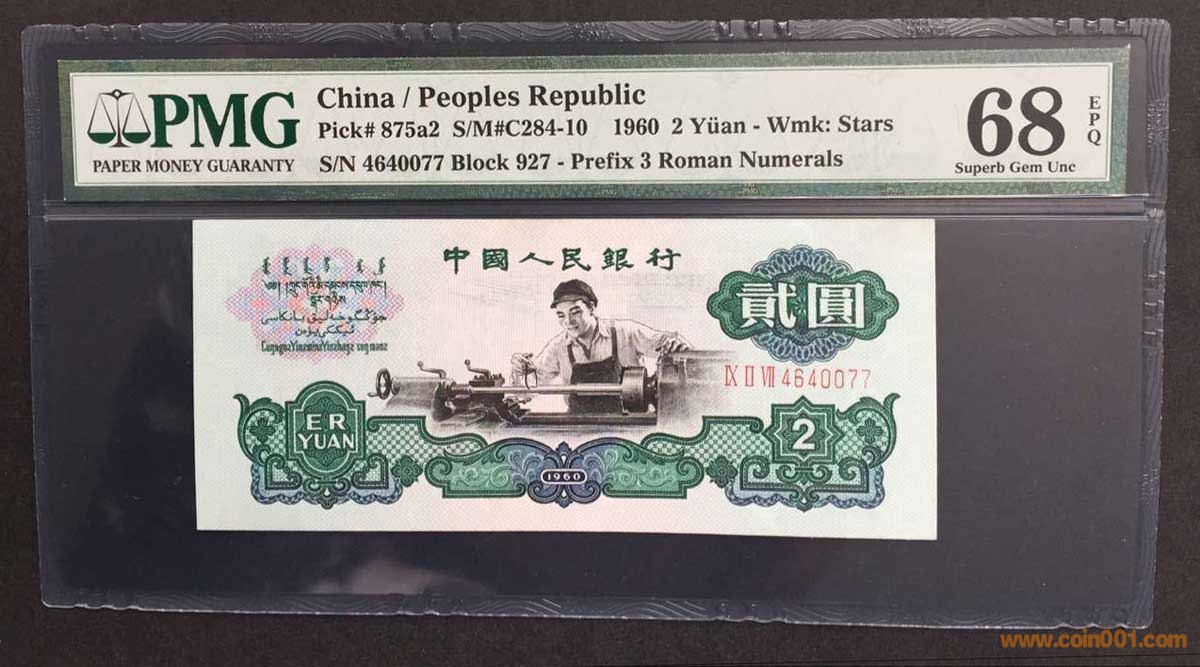 PMG
PAPER MONEY GUARANTY
China / Peoples Republic
Pick# 875a2 S/M#C284-10 1960 2 Yüan - Wmk: Stars
S/N 4640077 Block 927 - Prefix 3 Roman Numerals
68
EPQ
Superb Gem Unc
中國人民銀行
貳圓
IX II VII 4640077
ER
YUAN
2
1960
www.coin001.com